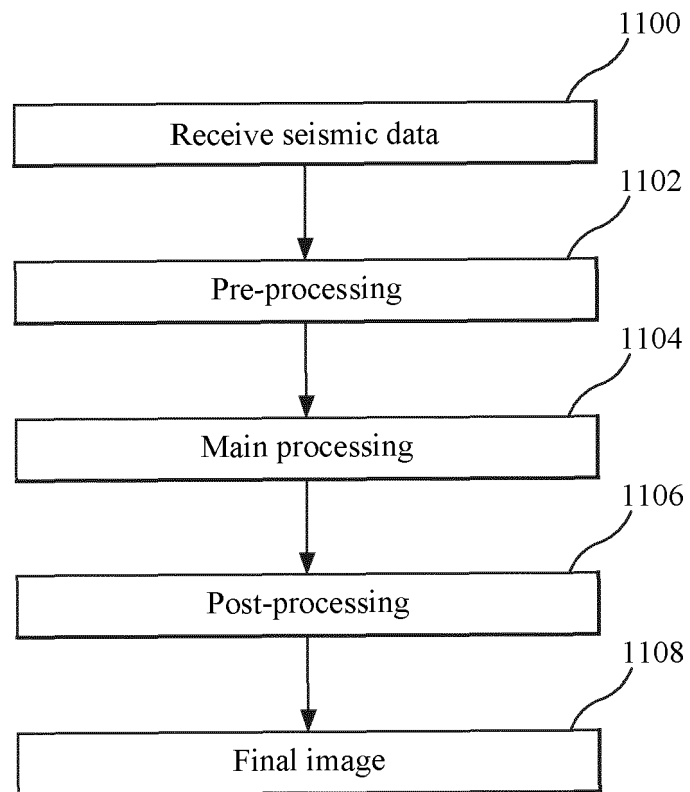 1100
Receive seismic data
1102
Pre-processing
1104
Main processing
1106
Post-processing
1108
Final image